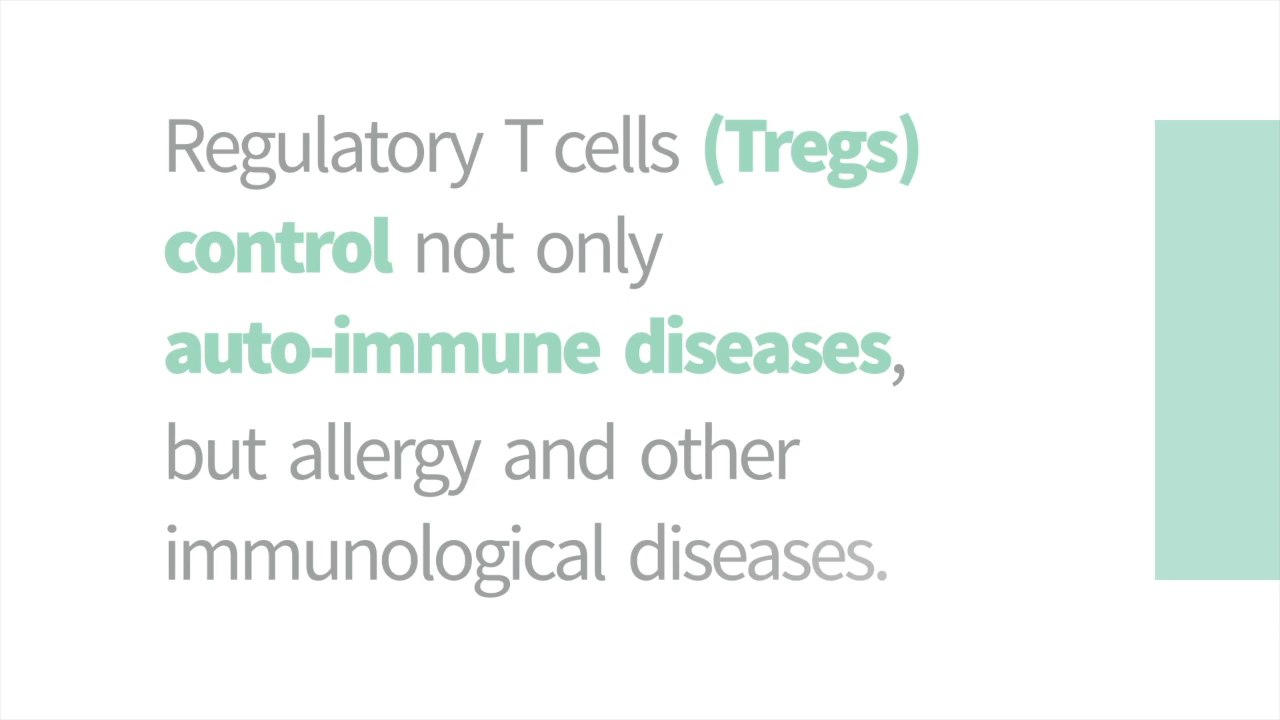 Regulatory T cells (Tregs)
control not only
auto-immune diseases,
but allergy and other
immunological diseases.